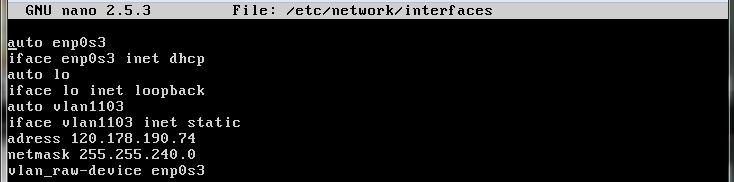 GNU nano 2.5.3 File: /etc/network/interfaces
auto enp0s3
iface enp0s3 inet dhcp
auto lo
iface lo inet loopback
auto vlan1103
iface vlan1103 inet static
adress 120.178.190.74
netmask 255.255.240.0
vlan_raw-device enp0s3